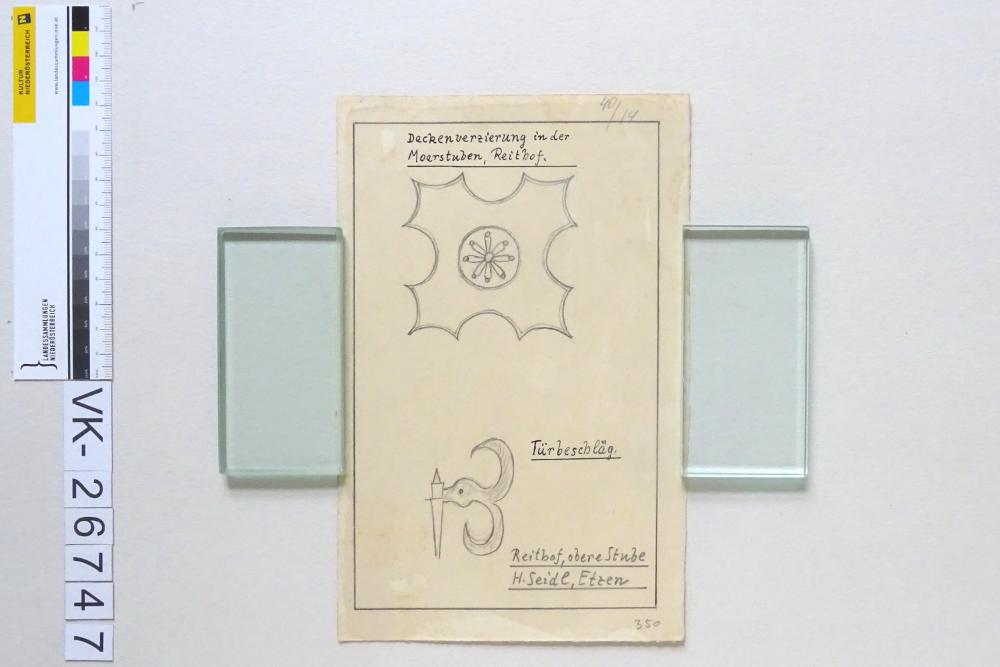 40/14
Deckenverzierung in der
Moarstuben, Reithof.
Türbeschläg.
Reithof, obere Stube
H. Seidl, Etzen
350
KULTUR
NIEDERÖSTERREICH
LANDESSAMMLUNGEN
NIEDERÖSTERREICH
VK-26747